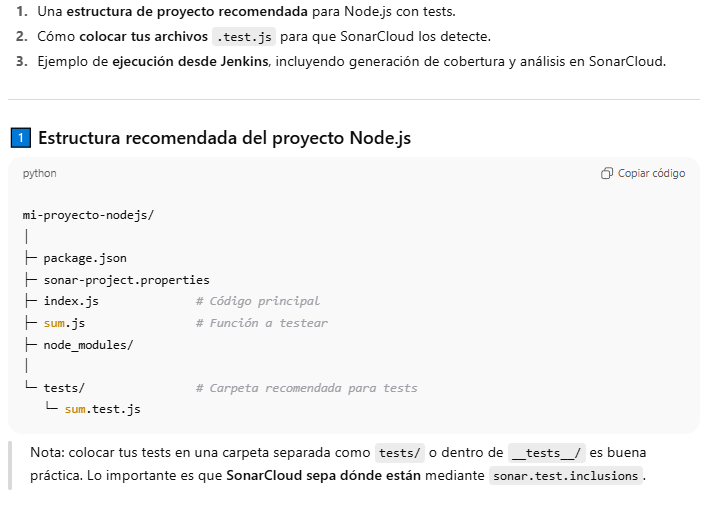 1. Una estructura de proyecto recomendada para Node.js con tests.
2. Cómo colocar tus archivos .test.js para que SonarCloud los detecte.
3. Ejemplo de ejecución desde Jenkins, incluyendo generación de cobertura y análisis en SonarCloud.
1 Estructura recomendada del proyecto Node.js
python Copiar código
mi-proyecto-nodejs/
│
├─ package.json
├─ sonar-project.properties
├─ index.js # Código principal
├─ sum.js # Función a testear
├─ node_modules/
│
└─ tests/ # Carpeta recomendada para tests
└─ sum.test.js
Nota: colocar tus tests en una carpeta separada como tests/ o dentro de __tests__/ es buena
práctica. Lo importante es que SonarCloud sepa dónde están mediante sonar.test.inclusions.